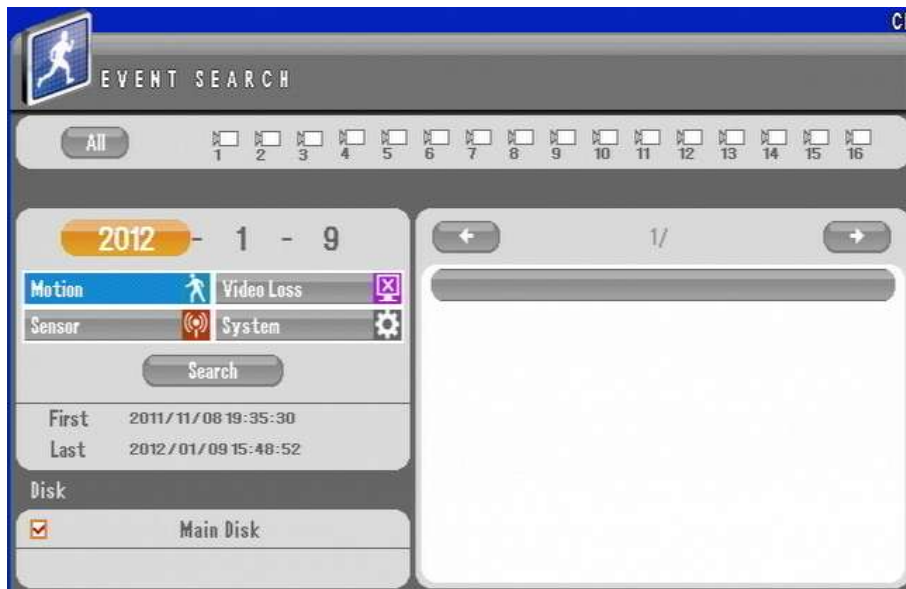 EVENT SEARCH
All
1 2 3 4 5 6 7 8 9 10 11 12 13 14 15 16
2012 - 1 - 9
1/
Motion Video Loss
Sensor System
Search
First 2011/11/08 19:35:30
Last 2012/01/09 15:48:52
Disk
Main Disk